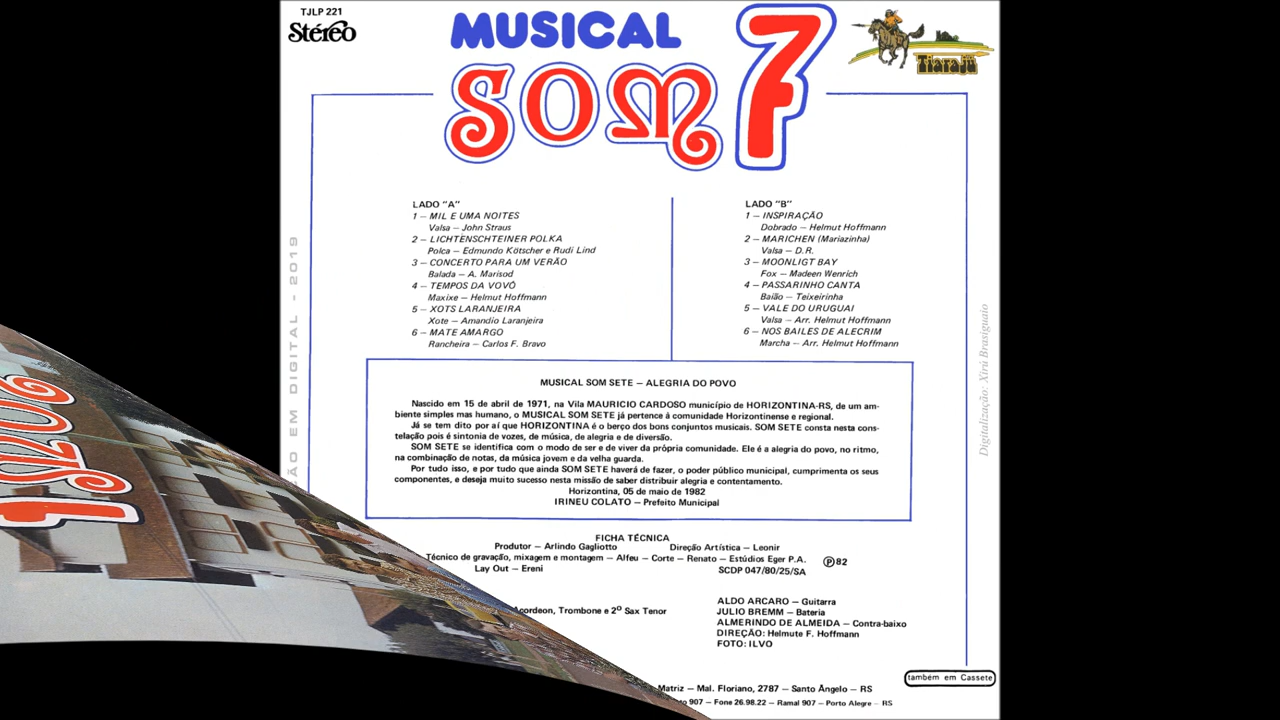 TJLP 221
Stéreo
MUSICAL
SOM 7
Tiarajú
LADO "A"
1 – MIL E UMA NOITES
Valsa – John Straus
2 – LICHTENSCHTEINER POLKA
Polca – Edmundo Kötscher e Rudi Lind
3 – CONCERTO PARA UM VERÃO
Balada – A. Marisod
4 – TEMPOS DA VOVÔ
Maxixe – Helmut Hoffmann
5 – XOTS LARANJEIRA
Xote – Amandio Laranjeira
6 – MATE AMARGO
Rancheira – Carlos F. Bravo
LADO "B"
1 – INSPIRAÇÃO
Dobrado – Helmut Hoffmann
2 – MARICHEN (Mariazinha)
Valsa – D.R.
3 – MOONLIGT BAY
Fox – Madeen Wenrich
4 – PASSARINHO CANTA
Baião – Teixeirinha
5 – VALE DO URUGUAI
Valsa – Arr. Helmut Hoffmann
6 – NOS BAILES DE ALECRIM
Marcha – Arr. Helmut Hoffmann
MUSICAL SOM SETE – ALEGRIA DO POVO
Nascido em 15 de abril de 1971, na Vila MAURICIO CARDOSO município de HORIZONTINA-RS, de um am-
biente simples mas humano, o MUSICAL SOM SETE já pertence à comunidade Horizontinense e regional.
Já se tem dito por aí que HORIZONTINA é o berço dos bons conjuntos musicais. SOM SETE consta nesta cons-
telação pois é sintonia de vozes, de música, de alegria e de diversão.
SOM SETE se identifica com o modo de ser e de viver da própria comunidade. Ele é a alegria do povo, no ritmo,
na combinação de notas, da música jovem e da velha guarda.
Por tudo isso, e por tudo que ainda SOM SETE haverá de fazer, o poder público municipal, cumprimenta os seus
componentes, e deseja muito sucesso nesta missão de saber distribuir alegria e contentamento.
Horizontina, 05 de maio de 1982
IRINEU COLATO – Prefeito Municipal
FICHA TÉCNICA
Produtor – Arlindo Gagliotto Direção Artística – Leonir
Técnico de gravação, mixagem e montagem – Alfeu – Corte – Renato – Estúdios Eger P.A.
Lay Out – Ereni SCDP 047/80/25/SA
Ⓟ82
Acordeon, Trombone e 2º Sax Tenor
ALDO ARCARO – Guitarra
JULIO BREMM – Bateria
ALMERINDO DE ALMEIDA – Contra-baixo
DIREÇÃO: Helmute F. Hoffmann
FOTO: ILVO
também em Cassete
Matriz – Mal. Floriano, 2787 – Santo Ângelo – RS
907 – Fone 26.98.22 – Ramal 907 – Porto Alegre – RS
EM DIGITAL - 2019
Digitalização: Xirú Brasiguaio